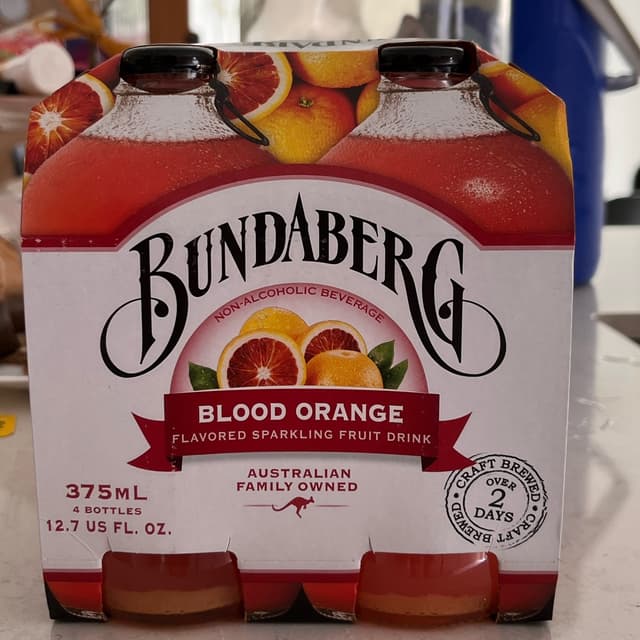 BUNDABERG
NON-ALCOHOLIC BEVERAGE
BLOOD ORANGE
FLAVORED SPARKLING FRUIT DRINK
AUSTRALIAN
FAMILY OWNED
375mL
4 BOTTLES
12.7 US FL. OZ.
CRAFT BREWED
OVER
2
DAYS
CRAFT BREWED